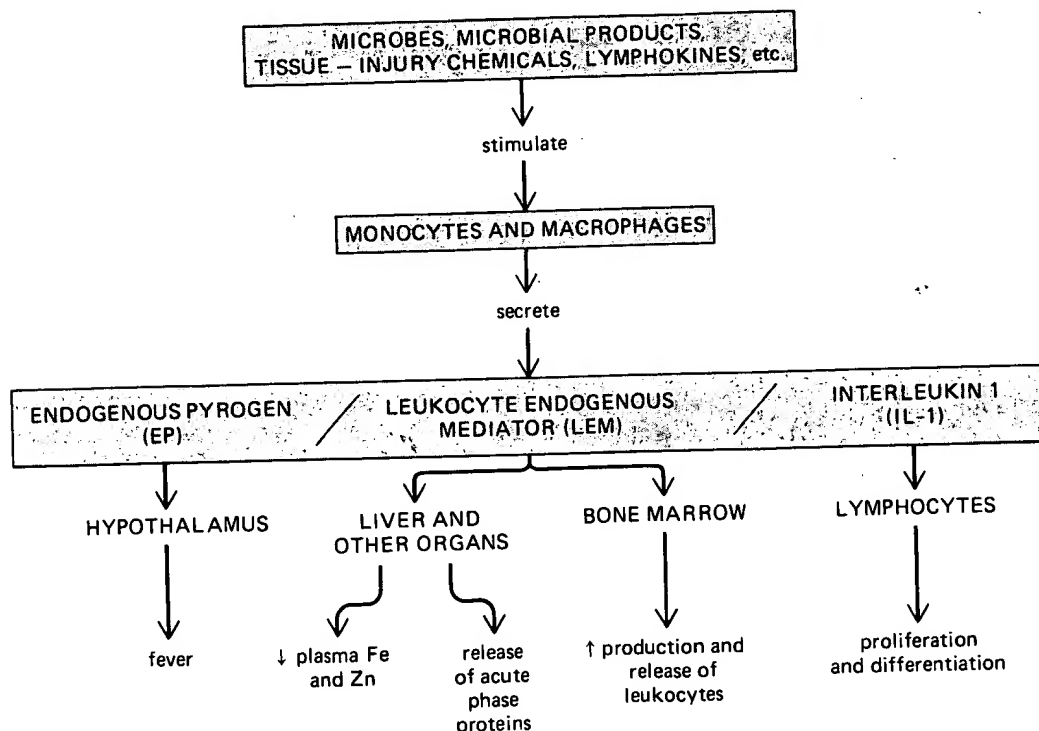 MICROBES, MICROBIAL PRODUCTS,
TISSUE – INJURY CHEMICALS, LYMPHOKINES, etc.
stimulate
MONOCYTES AND MACROPHAGES
secrete
ENDOGENOUS PYROGEN
(EP)
/
LEUKOCYTE ENDOGENOUS
MEDIATOR (LEM)
/
INTERLEUKIN 1
(IL-1)
HYPOTHALAMUS
LIVER AND
OTHER ORGANS
BONE MARROW
LYMPHOCYTES
fever
↓ plasma Fe
and Zn
release
of acute
phase
proteins
↑ production and
release of
leukocytes
proliferation
and differentiation